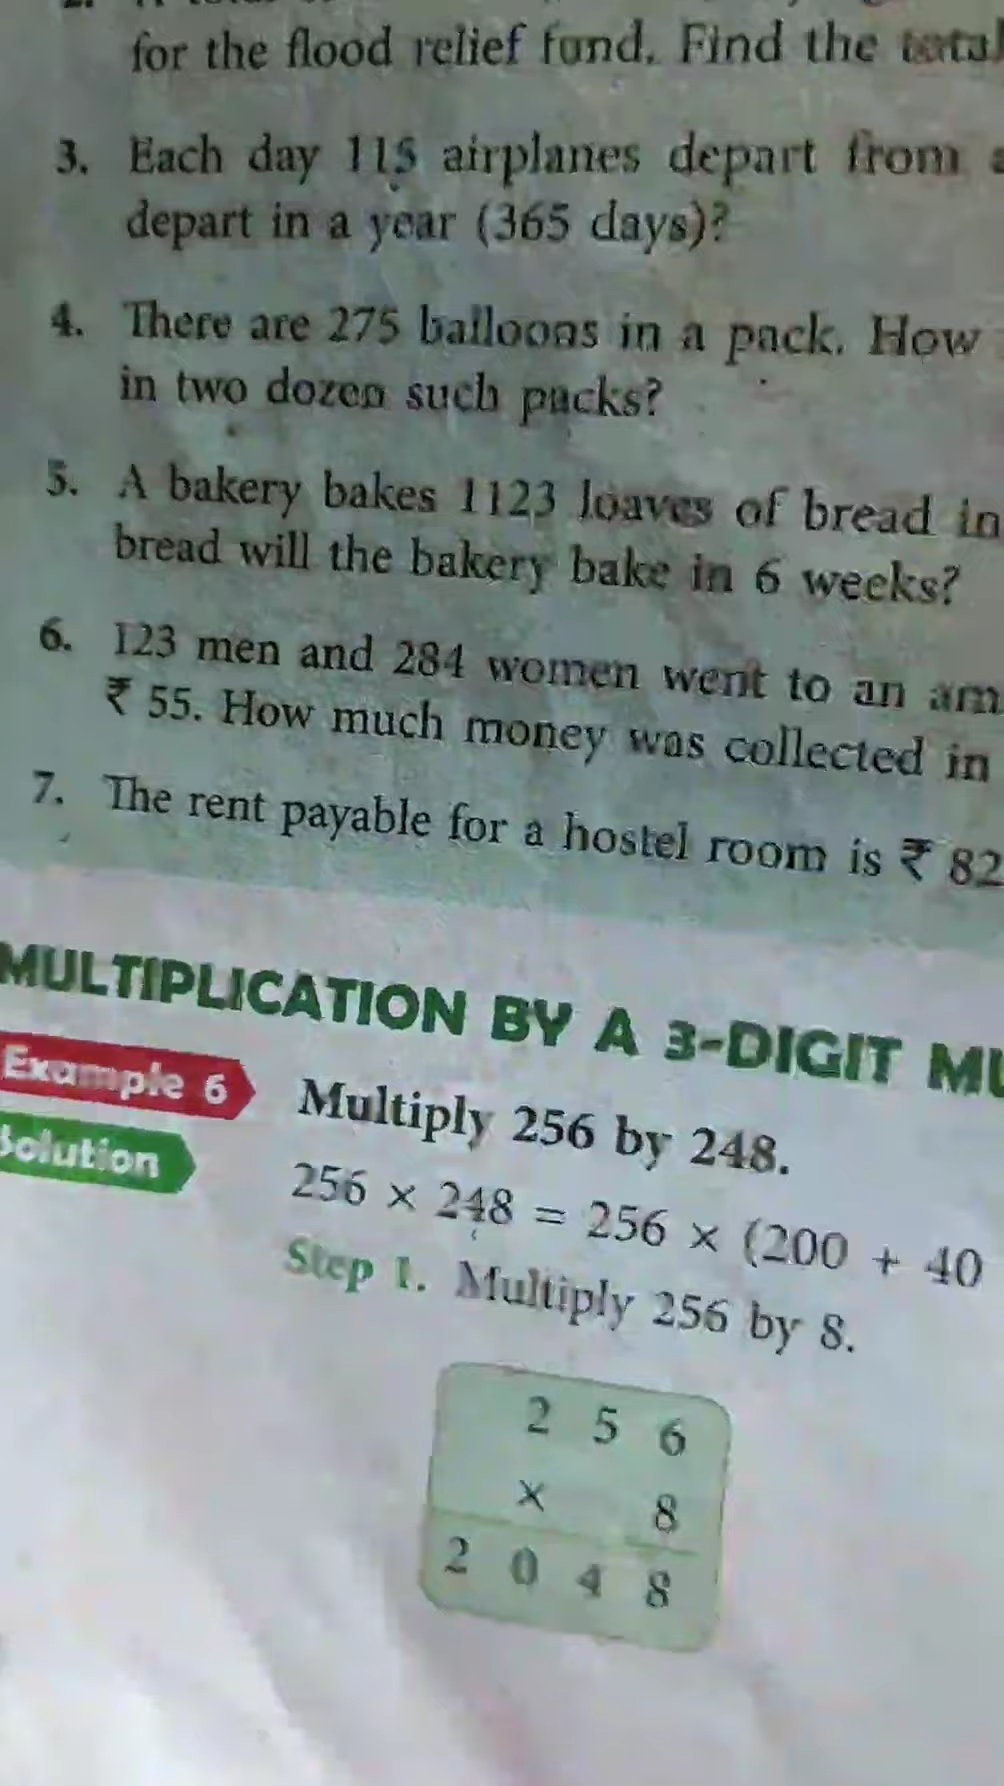 for the flood relief fund. Find the total
3. Each day 115 airplanes depart from
depart in a year (365 days)?
4. There are 275 balloons in a pack. How
in two dozen such packs?
5. A bakery bakes 1123 loaves of bread in
bread will the bakery bake in 6 weeks?
6. 123 men and 284 women went to an am
₹ 55. How much money was collected in
7. The rent payable for a hostel room is ₹ 82
MULTIPLICATION BY A 3-DIGIT MU
Example 6 Multiply 256 by 248.
Solution 256 × 248 = 256 × (200 + 40
Step 1. Multiply 256 by 8.
2 5 6
× 8
2 0 4 8